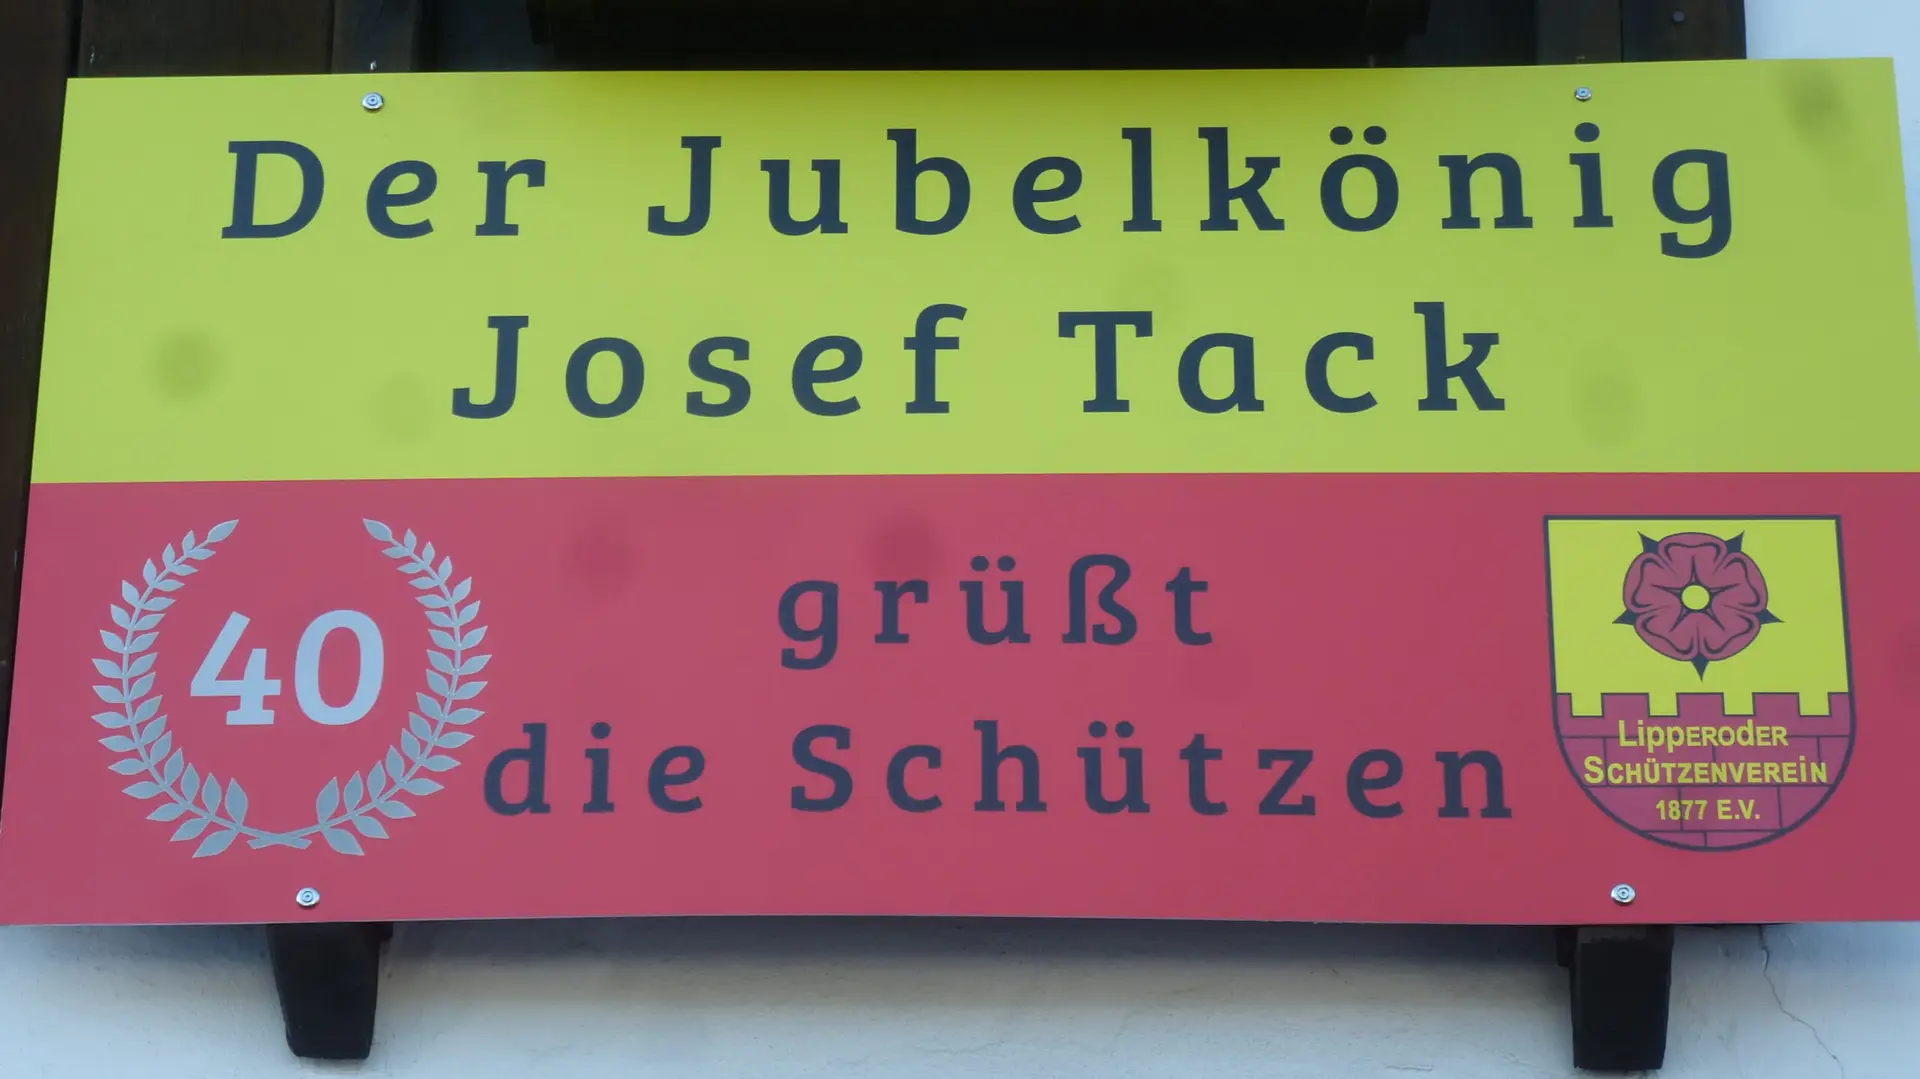 Der Jubelkönig
Josef Tack
40
grüßt
die Schützen
Lipperoder
Schützenverein
1877 E.V.